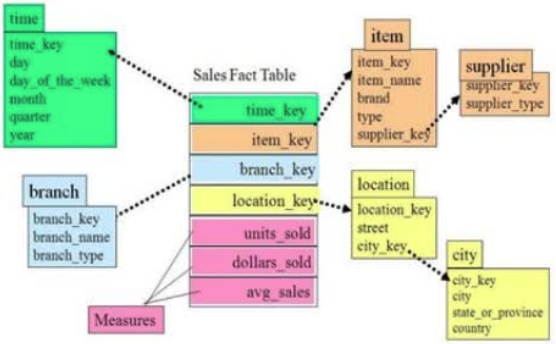 time
time_key
day
day_of_the_week
month
quarter
year
item
item_key
item_name
brand
type
supplier_key
supplier
supplier_key
supplier_type
Sales Fact Table
time_key
item_key
branch_key
location_key
units_sold
dollars_sold
avg_sales
branch
branch_key
branch_name
branch_type
location
location_key
street
city_key
city
city_key
city
state_or_province
country
Measures